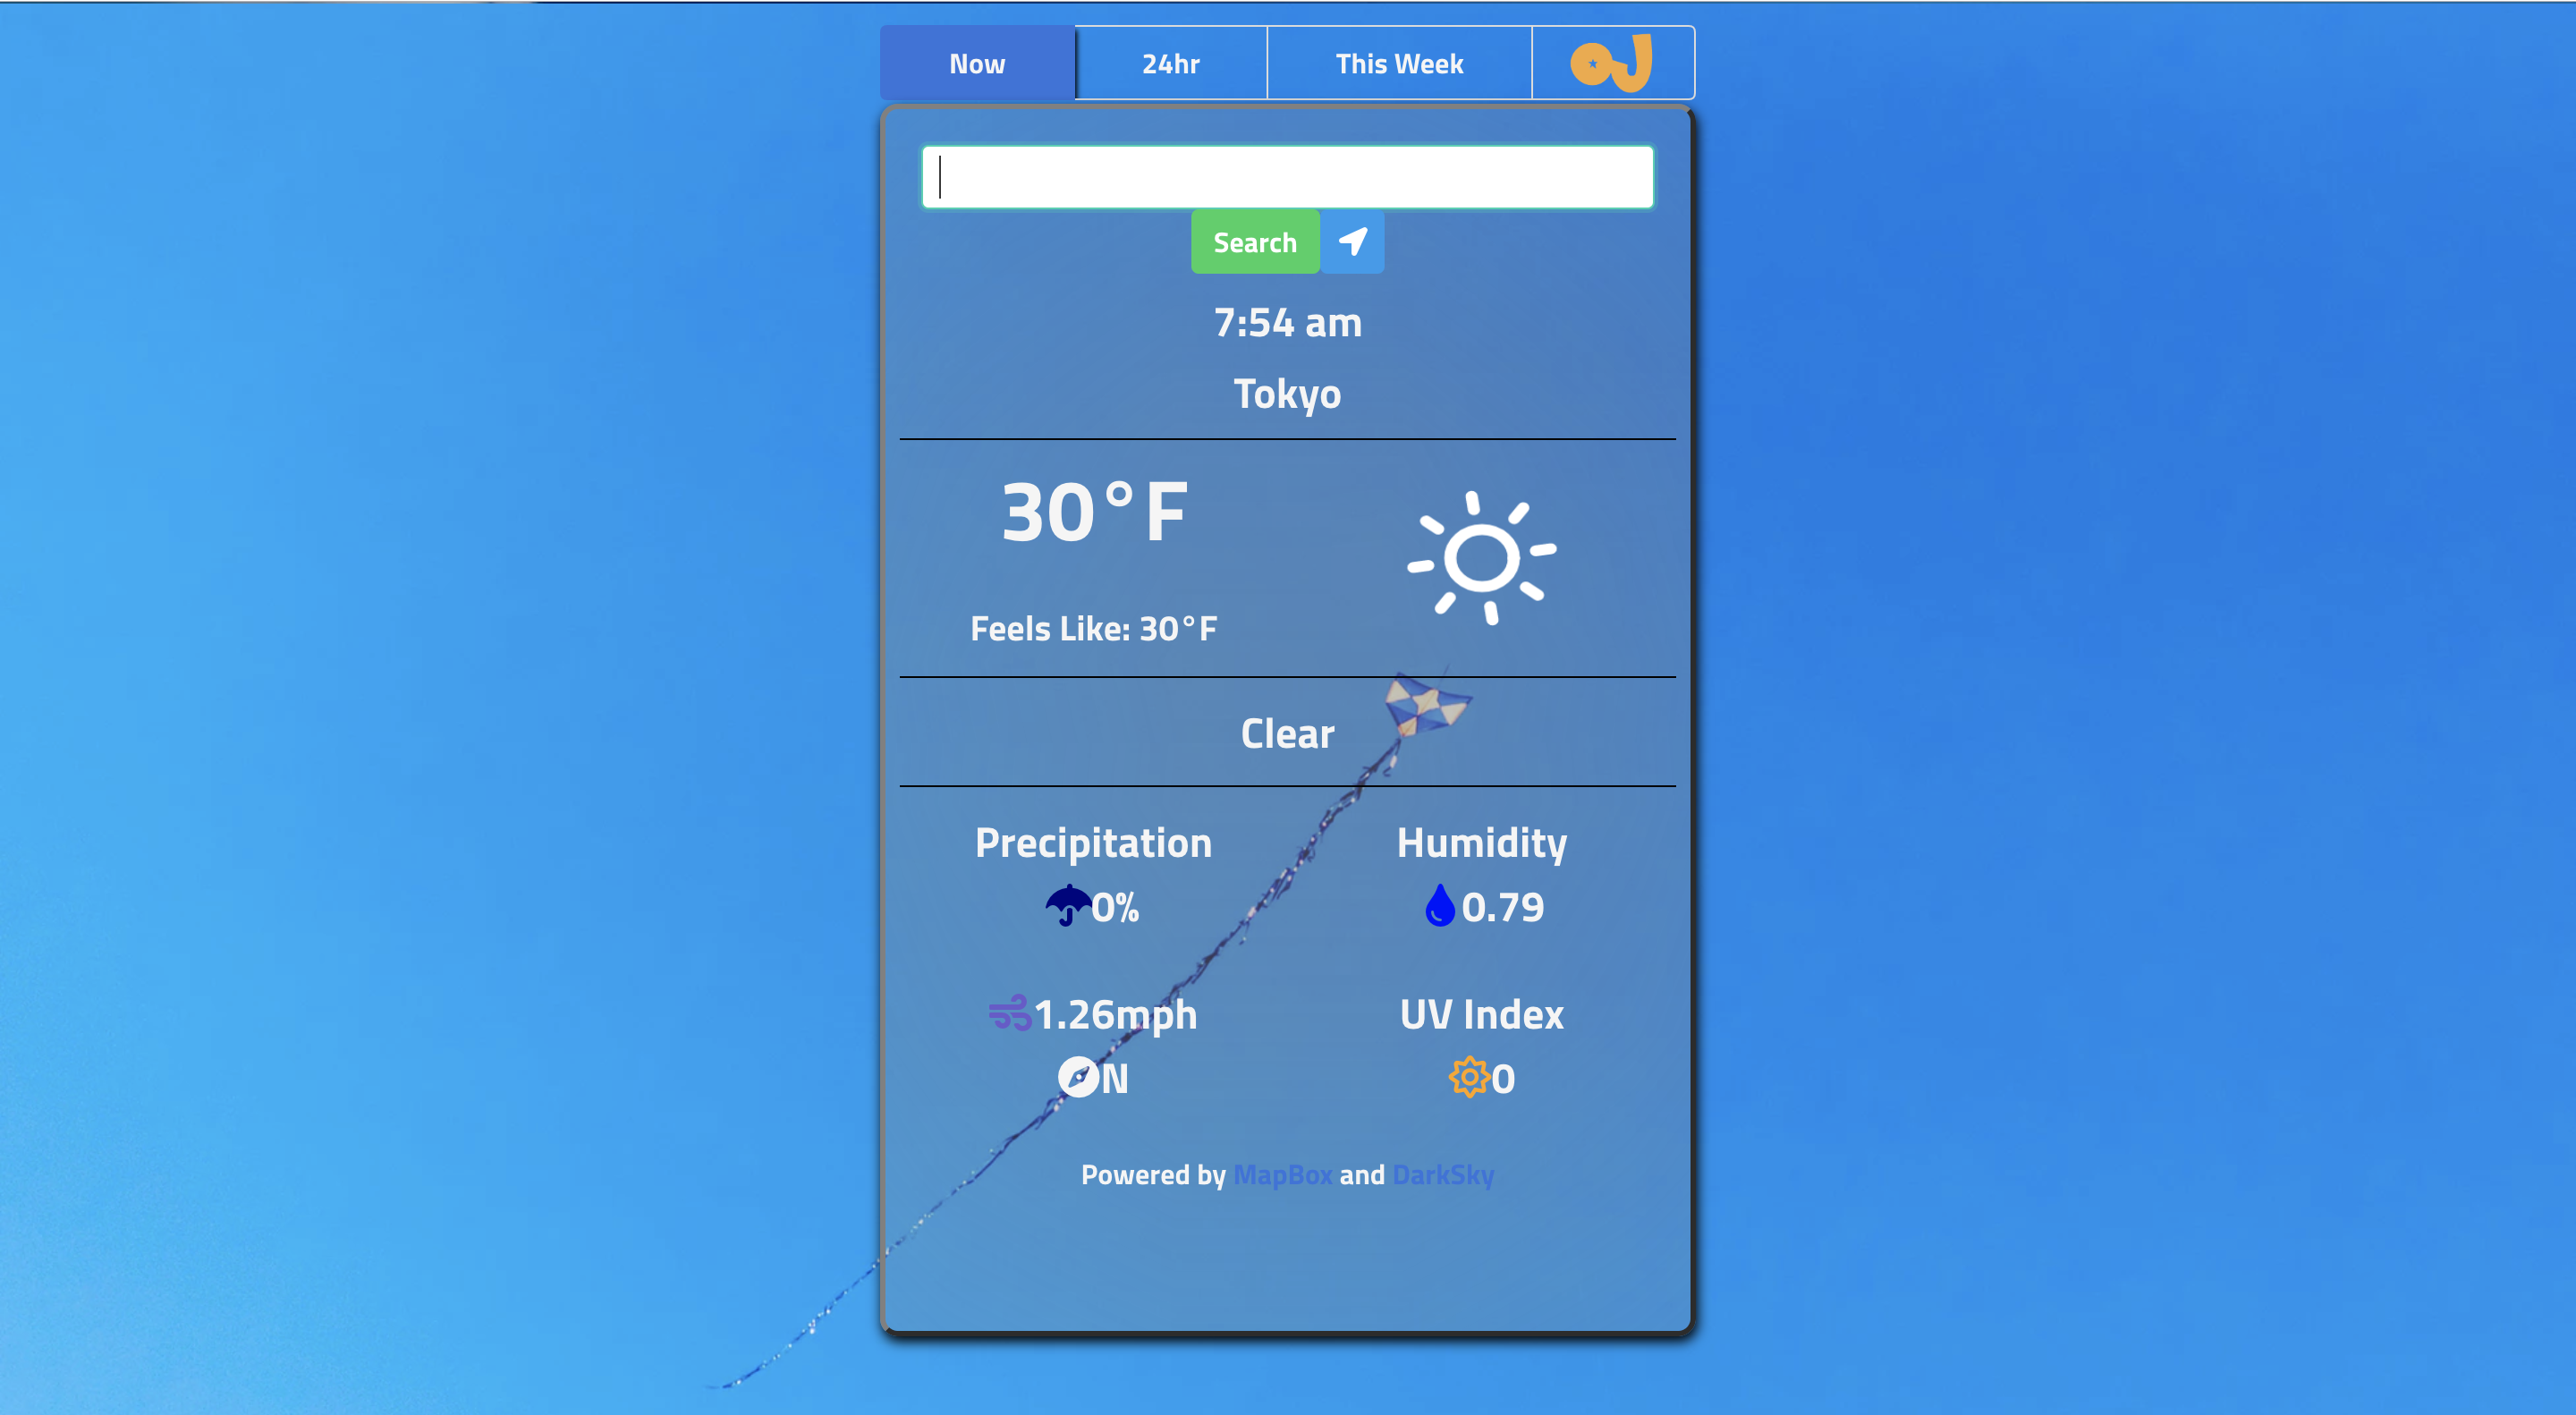 Now
24hr
This Week
Search
7:54 am
Tokyo
30°F
Feels Like: 30°F
Clear
Precipitation
0%
Humidity
0.79
1.26mph
N
UV Index
0
Powered by MapBox and DarkSky